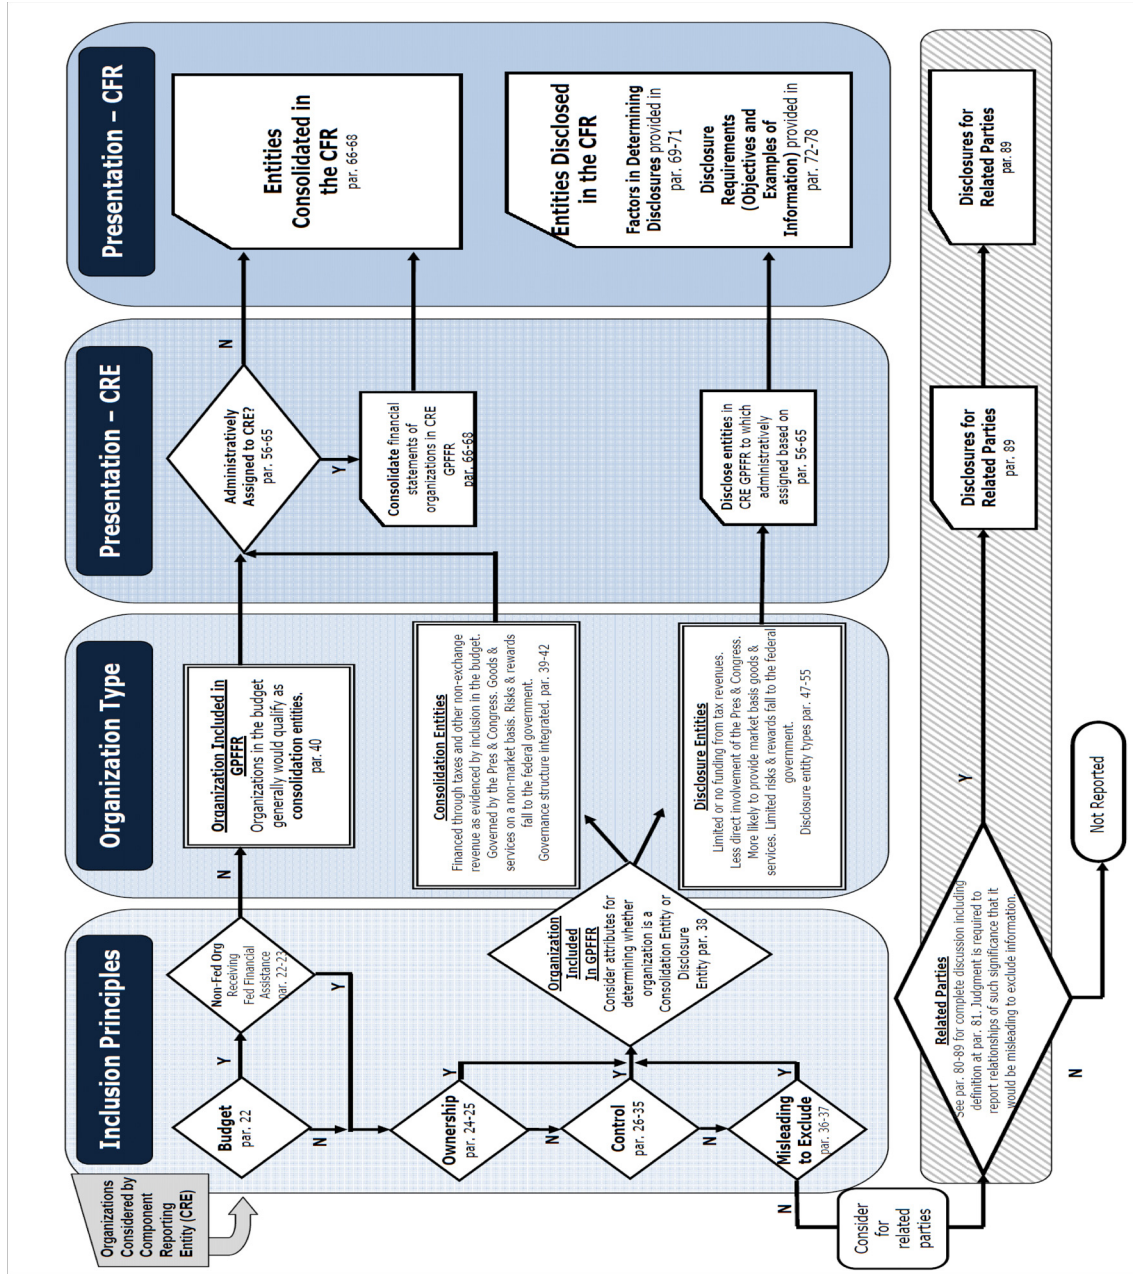 Organizations
Considered by
Component
Reporting
Entity (CRE)
Inclusion Principles
Budget
par. 22
Y
N
Non-Fed Org
Receiving
Fed Financial
Assistance
par. 22-23
N
Y
Ownership
par. 24-25
Y
N
Control
par. 26-35
Y
N
Misleading
to Exclude
par. 36-37
Y
N
Organization
Included
In GPFFR
Consider attributes for
determining whether
organization is a
Consolidation Entity or
Disclosure
Entity par. 38
Organization Type
Organization Included in
GPFFR
Organizations in the budget
generally would qualify as
consolidation entities.
par. 40
Consolidation Entities
Financed through taxes and other non-exchange
revenue as evidenced by inclusion in the budget.
Governed by the Pres & Congress. Goods &
services on a non-market basis. Risks & rewards
fall to the federal government.
Governance structure integrated. par. 39-42
Disclosure Entities
Limited or no funding from tax revenues.
Less direct involvement of the Pres & Congress.
More likely to provide market basis goods &
services. Limited risks & rewards fall to the federal
government.
Disclosure entity types par. 47-55
Presentation – CRE
Administratively
Assigned to CRE?
par. 56-65
N
Y
Consolidate financial
statements of
organizations in CRE
GPFFR
par. 66-68
Disclose entities in
CRE GPFFR to which
administratively
assigned based on
par. 56-65
Presentation – CFR
Entities
Consolidated in
the CFR
par. 66-68
Entities Disclosed
in the CFR
Factors in Determining
Disclosures provided in
par. 69-71
Disclosure
Requirements
(Objectives and
Examples of
Information) provided in
par. 72-78
Consider
for
related
parties
Related Parties
See par. 80-89 for complete discussion including
definition at par. 81. Judgment is required to
report relationships of such significance that it
would be misleading to exclude information.
Y
N
Not Reported
Disclosures for
Related Parties
par. 89
Disclosures for
Related Parties
par. 89